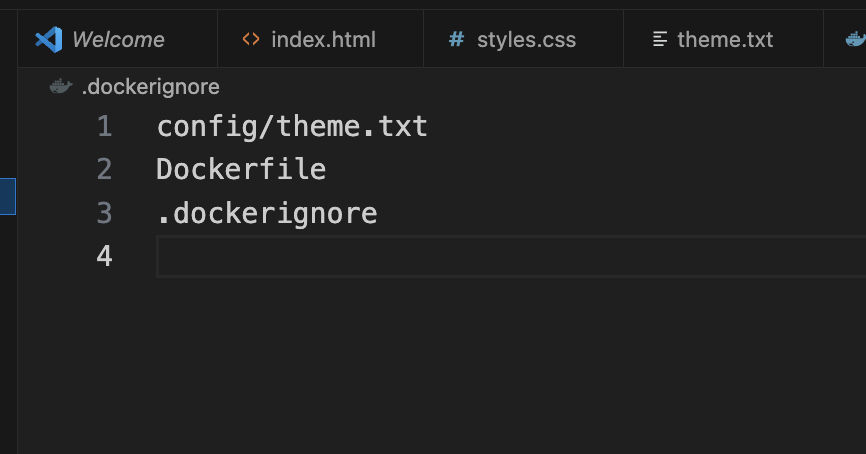 Welcome
index.html
# styles.css
theme.txt
.dockerignore
1 config/theme.txt
2 Dockerfile
3 .dockerignore
4